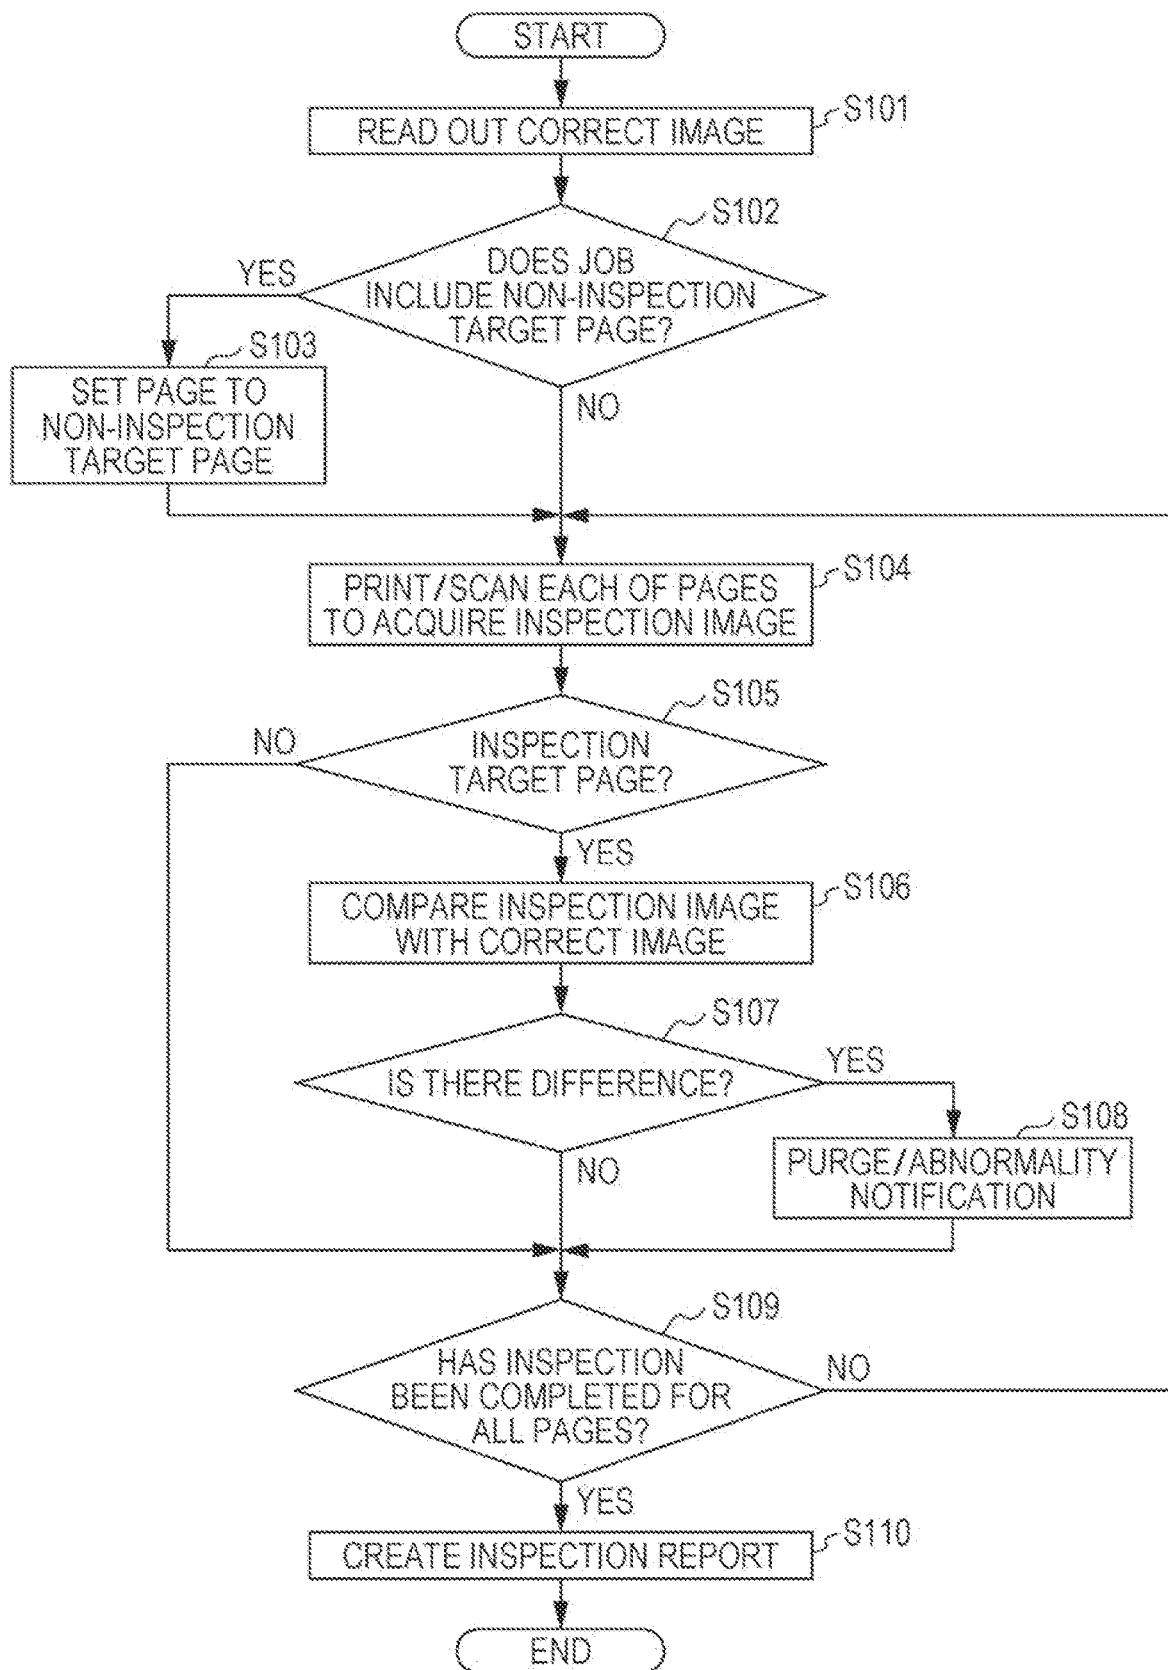 START
READ OUT CORRECT IMAGE
S101
S102
DOES JOB
INCLUDE NON-INSPECTION
TARGET PAGE?
YES
NO
S103
SET PAGE TO
NON-INSPECTION
TARGET PAGE
PRINT/SCAN EACH OF PAGES
TO ACQUIRE INSPECTION IMAGE
S104
S105
INSPECTION
TARGET PAGE?
NO
YES
COMPARE INSPECTION IMAGE
WITH CORRECT IMAGE
S106
S107
IS THERE DIFFERENCE?
YES
NO
S108
PURGE/ABNORMALITY
NOTIFICATION
S109
HAS INSPECTION
BEEN COMPLETED FOR
ALL PAGES?
NO
YES
CREATE INSPECTION REPORT
S110
END